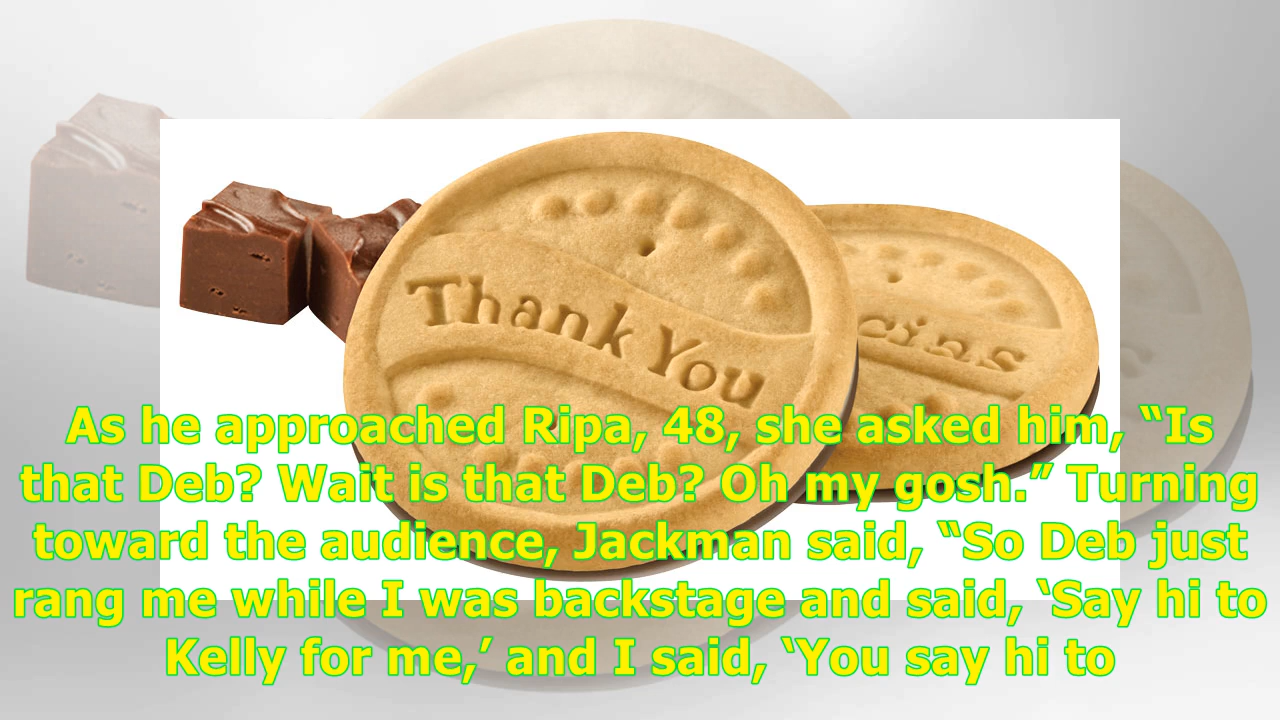 Thank You
cias
As he approached Ripa, 48, she asked him, “Is
that Deb? Wait is that Deb? Oh my gosh.” Turning
toward the audience, Jackman said, “So Deb just
rang me while I was backstage and said, ‘Say hi to
Kelly for me,’ and I said, ‘You say hi to